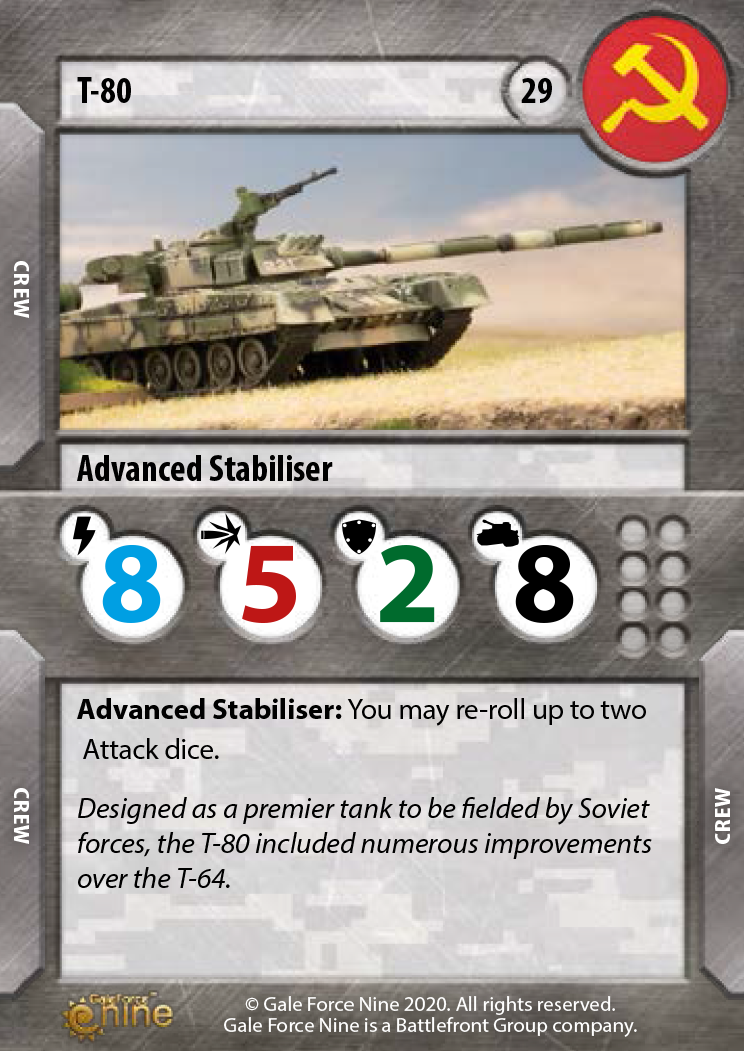 T-80
29
CREW
Advanced Stabiliser
8 5 2 8
Advanced Stabiliser: You may re-roll up to two
Attack dice.
Designed as a premier tank to be fielded by Soviet
forces, the T-80 included numerous improvements
over the T-64.
CREW
CREW
GaleForce™
nine
© Gale Force Nine 2020. All rights reserved.
Gale Force Nine is a Battlefront Group company.